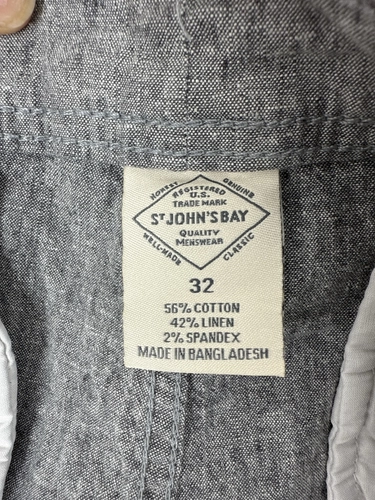 HONEST GENUINE
REGISTERED
U.S.
TRADE MARK
ST JOHN'S BAY
QUALITY
MENSWEAR
WELL-MADE CLASSIC
32
56% COTTON
42% LINEN
2% SPANDEX
MADE IN BANGLADESH